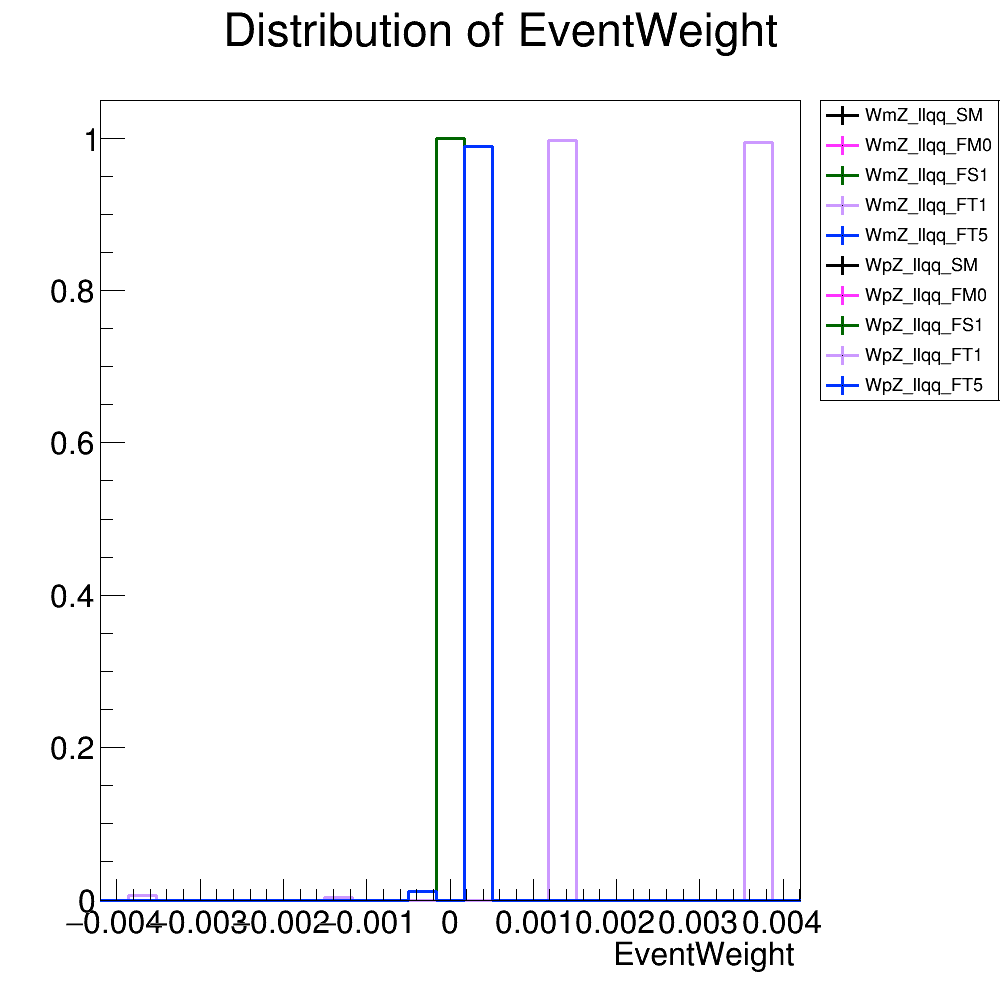 Distribution of EventWeight
WmZ_llqq_SM
WmZ_llqq_FM0
WmZ_llqq_FS1
WmZ_llqq_FT1
WmZ_llqq_FT5
WpZ_llqq_SM
WpZ_llqq_FM0
WpZ_llqq_FS1
WpZ_llqq_FT1
WpZ_llqq_FT5
1
0.8
0.6
0.4
0.2
0
−0.004 −0.003 −0.002 −0.001 0 0.001 0.002 0.003 0.004
EventWeight